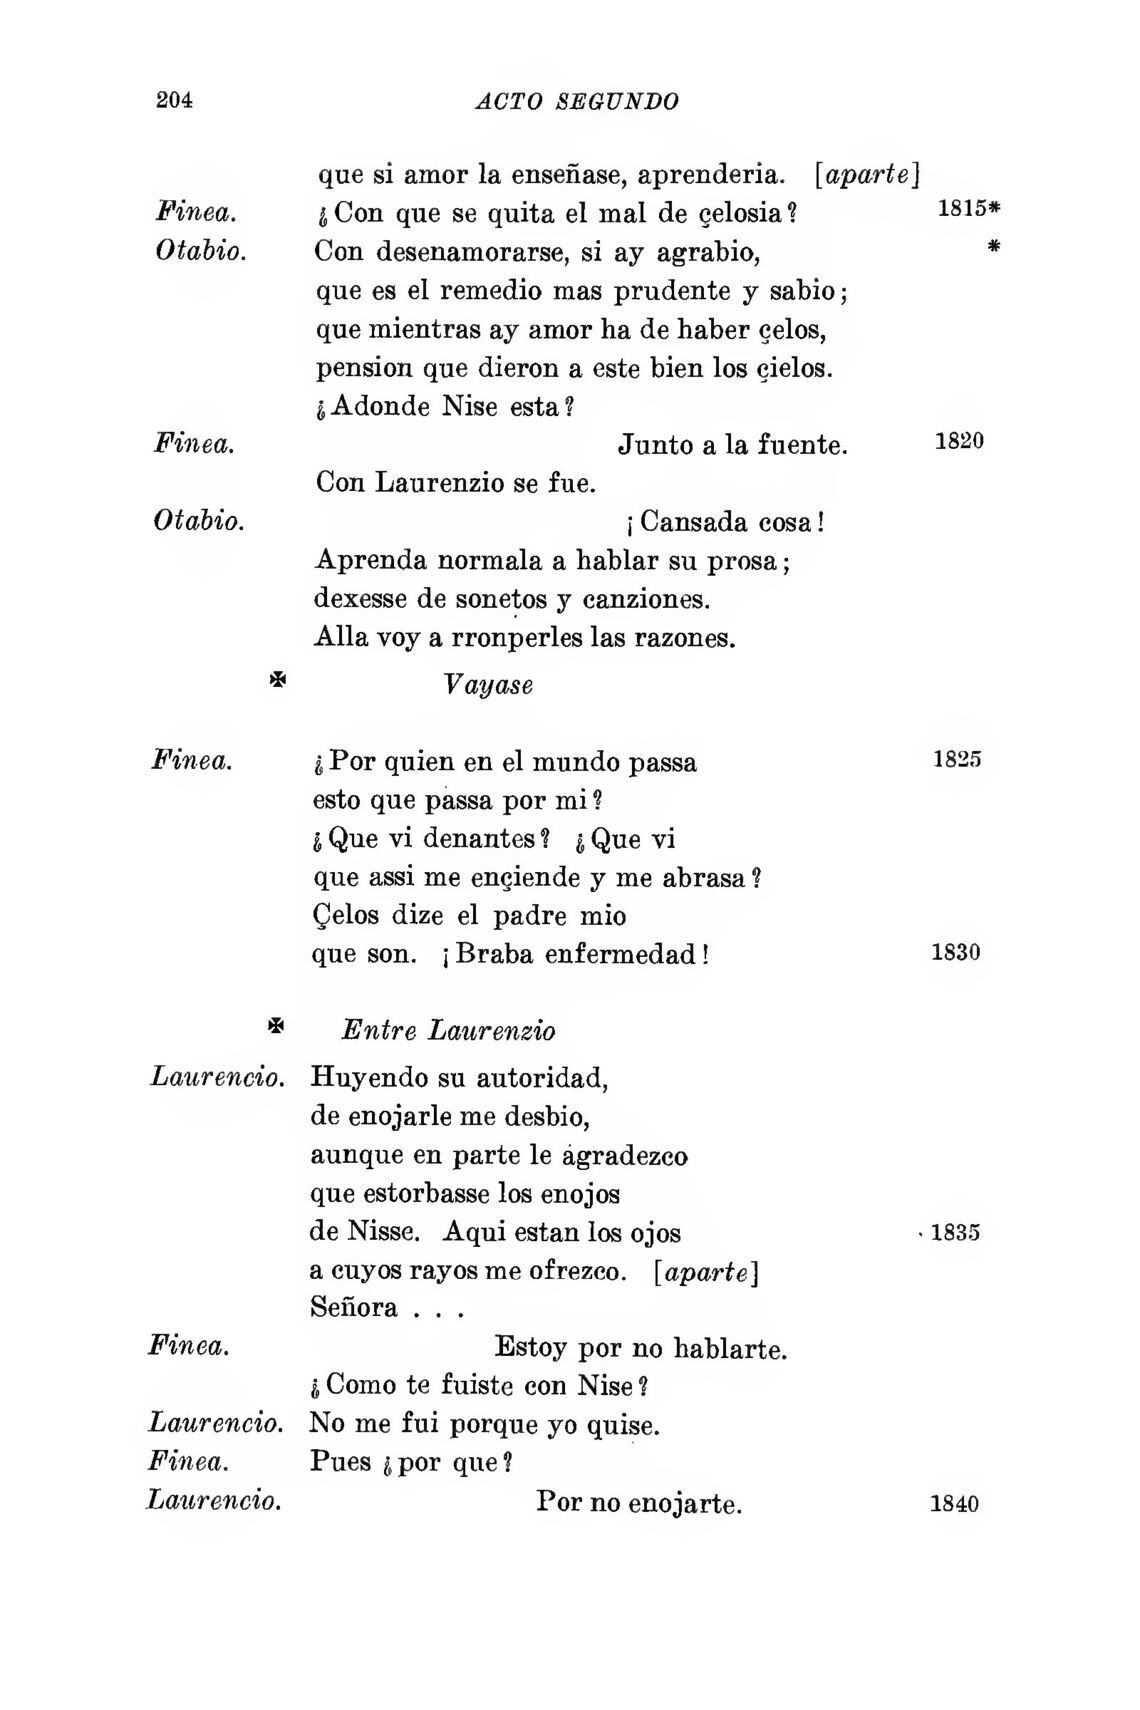 204 ACTO SEGUNDO
que si amor la enseñase, aprenderia. [aparte]
Finea. ¿Con que se quita el mal de çelosia? 1815*
Otabio. Con desenamorarse, si ay agrabio, *
que es el remedio mas prudente y sabio;
que mientras ay amor ha de haber çelos,
pension que dieron a este bien los çielos.
¿Adonde Nise esta?
Finea. Junto a la fuente. 1820
Con Laurenzio se fue.
Otabio. ¡Cansada cosa!
Aprenda normala a hablar su prosa;
dexesse de sonetos y canziones.
Alla voy a rronperles las razones.
✠ Vayase
Finea. ¿Por quien en el mundo passa 1825
esto que passa por mi?
¿Que vi denantes? ¿Que vi
que assi me ençiende y me abrasa?
Çelos dize el padre mio
que son. ¡Braba enfermedad! 1830
✠ Entre Laurenzio
Laurencio. Huyendo su autoridad,
de enojarle me desbio,
aunque en parte le agradezco
que estorbasse los enojos
de Nisse. Aqui estan los ojos 1835
a cuyos rayos me ofrezco. [aparte]
Señora . . .
Finea. Estoy por no hablarte.
¿Como te fuiste con Nise?
Laurencio. No me fui porque yo quise.
Finea. Pues ¿por que?
Laurencio. Por no enojarte. 1840